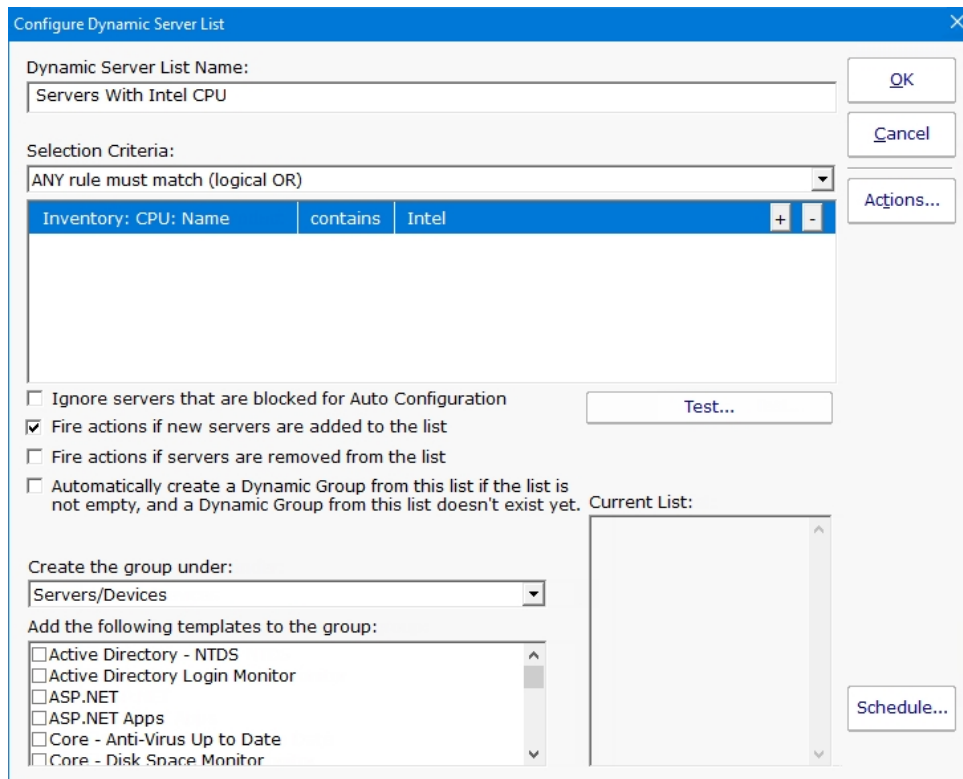 Configure Dynamic Server List
Dynamic Server List Name:
Servers With Intel CPU
OK
Cancel
Selection Criteria:
ANY rule must match (logical OR)
Actions...
Inventory: CPU: Name contains Intel + -
Ignore servers that are blocked for Auto Configuration
Test...
Fire actions if new servers are added to the list
Fire actions if servers are removed from the list
Automatically create a Dynamic Group from this list if the list is
not empty, and a Dynamic Group from this list doesn't exist yet.
Current List:
Create the group under:
Servers/Devices
Add the following templates to the group:
Active Directory - NTDS
Active Directory Login Monitor
ASP.NET
ASP.NET Apps
Core - Anti-Virus Up to Date
Core - Disk Space Monitor
Schedule...